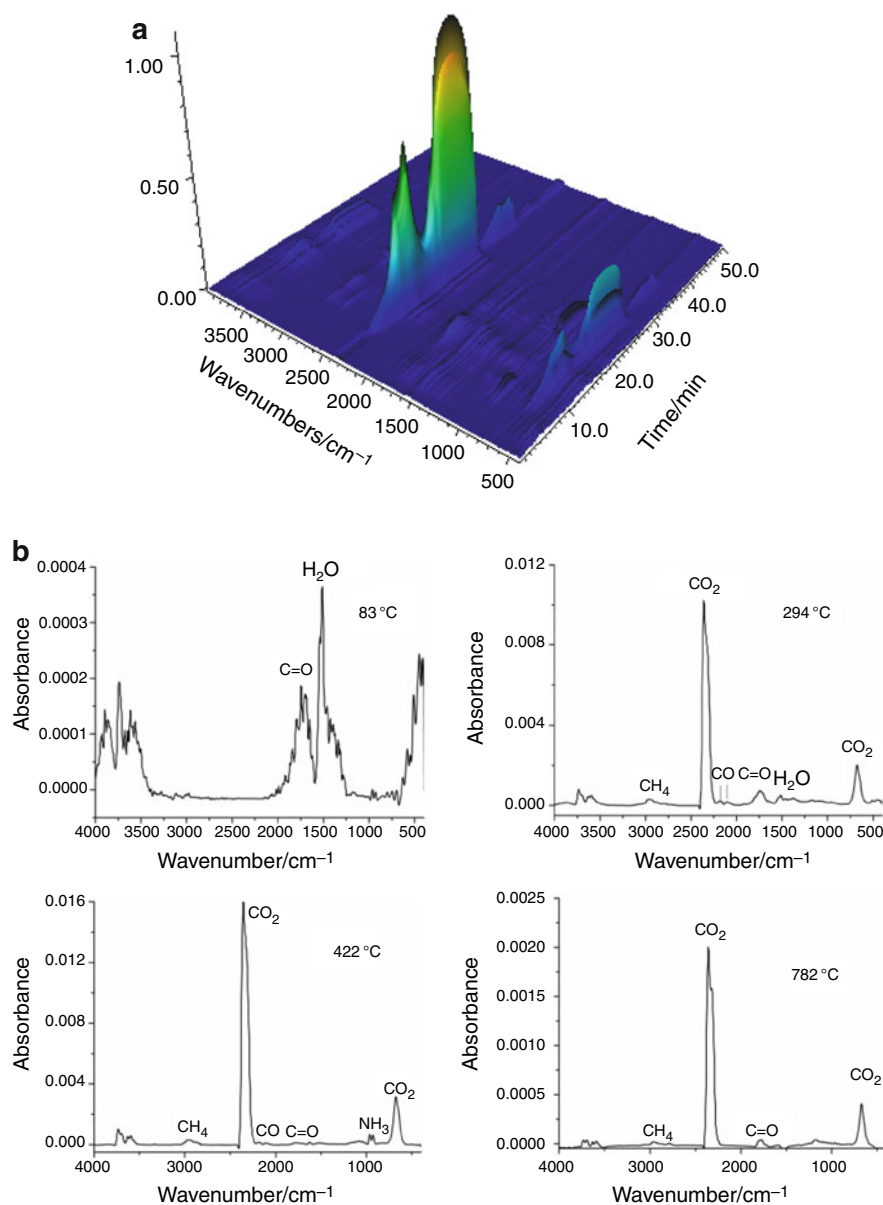 a
1.00
0.50
0.00
3500
3000
2500
2000
1500
1000
500
Wavenumbers/cm⁻¹
10.0
20.0
30.0
40.0
50.0
Time/min
b
0.0004
0.0003
0.0002
0.0001
0.0000
Absorbance
H₂O
83 °C
C=O
4000 3500 3000 2500 2000 1500 1000 500
Wavenumber/cm⁻¹
0.012
0.008
0.004
0.000
Absorbance
CO₂
294 °C
CH₄ CO C=O H₂O CO₂
4000 3500 3000 2500 2000 1500 1000 500
Wavenumber/cm⁻¹
0.016
0.012
0.008
0.004
0.000
Absorbance
CO₂
422 °C
CH₄ CO C=O NH₃ CO₂
4000 3000 2000 1000
Wavenumber/cm⁻¹
0.0025
0.0020
0.0015
0.0010
0.0005
0.0000
Absorbance
CO₂
782 °C
CH₄ C=O CO₂
4000 3000 2000 1000
Wavenumber/cm⁻¹